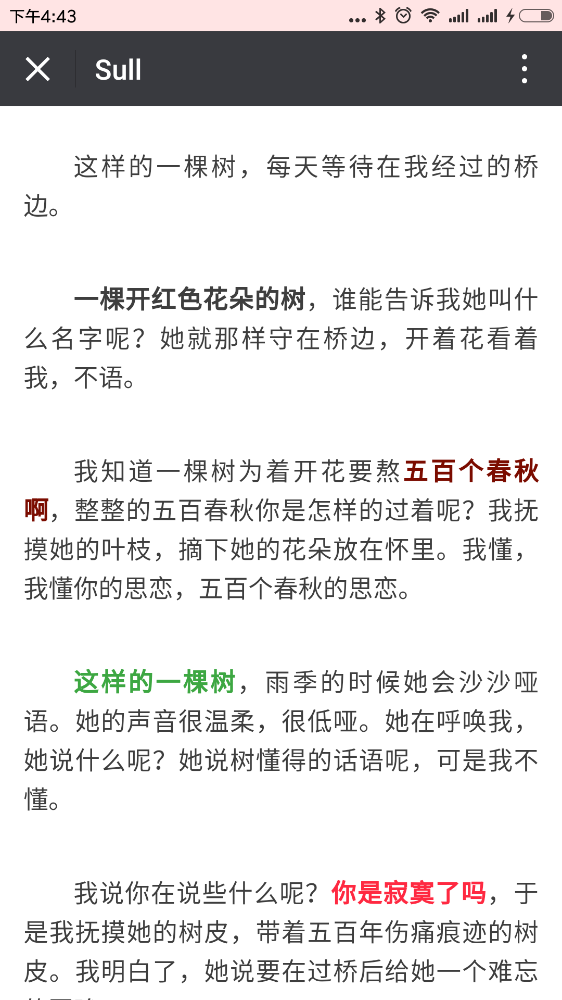 下午4:43
Sull
这样的一棵树，每天等待在我经过的桥
边。
一棵开红色花朵的树，谁能告诉我她叫什
么名字呢？她就那样守在桥边，开着花看着
我，不语。
我知道一棵树为着开花要熬五百个春秋
啊，整整的五百春秋你是怎样的过着呢？我抚
摸她的叶枝，摘下她的花朵放在怀里。我懂，
我懂你的思恋，五百个春秋的思恋。
这样的一棵树，雨季的时候她会沙沙哑
语。她的声音很温柔，很低哑。她在呼唤我，
她说什么呢？她说树懂得的话语呢，可是我不
懂。
我说你在说些什么呢？你是寂寞了吗，于
是我抚摸她的树皮，带着五百年伤痛痕迹的树
皮。我明白了，她说要在过桥后给她一个难忘